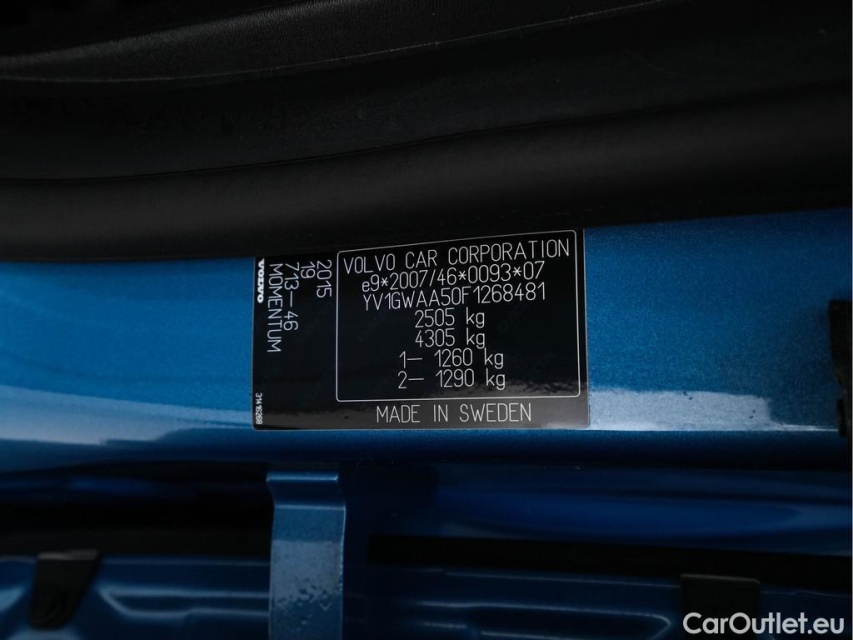 VOLVO CAR CORPORATION
e9*2007/46*0093*07
YV1GWAA50F1268481
2505 kg
4305 kg
1– 1260 kg
2– 1290 kg
MADE IN SWEDEN
2015
19
713–46
MOMENTUM
VOLVO
31416268
CarOutlet.eu